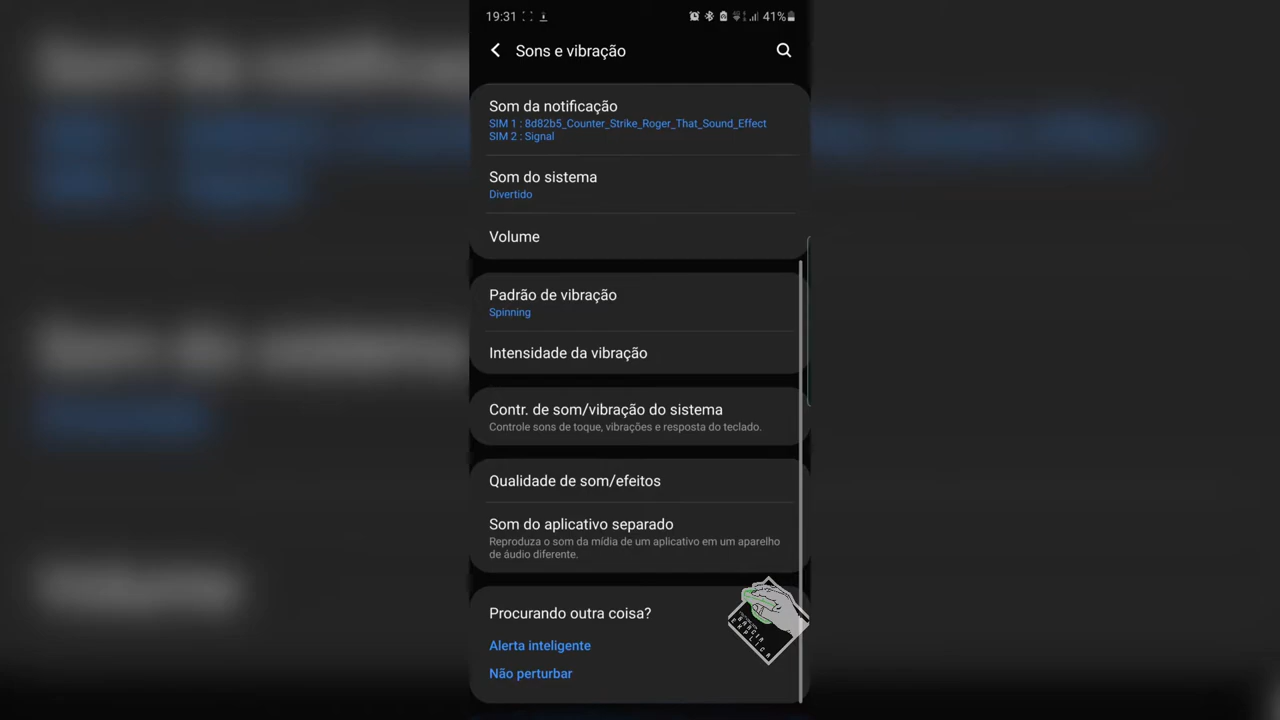 19:31
41%
Sons e vibração
Som da notificação
SIM 1 : 8d82b5_Counter_Strike_Roger_That_Sound_Effect
SIM 2 : Signal
Som do sistema
Divertido
Volume
Padrão de vibração
Spinning
Intensidade da vibração
Contr. de som/vibração do sistema
Controle sons de toque, vibrações e resposta do teclado.
Qualidade de som/efeitos
Som do aplicativo separado
Reproduza o som da mídia de um aplicativo em um aparelho
de áudio diferente.
Procurando outra coisa?
Alerta inteligente
Não perturbar
GARCIA
EXPLICA